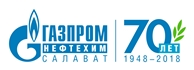 ГАЗПРОМ
НЕФТЕХИМ
САЛАВАТ
70 ЛЕТ
1948–2018